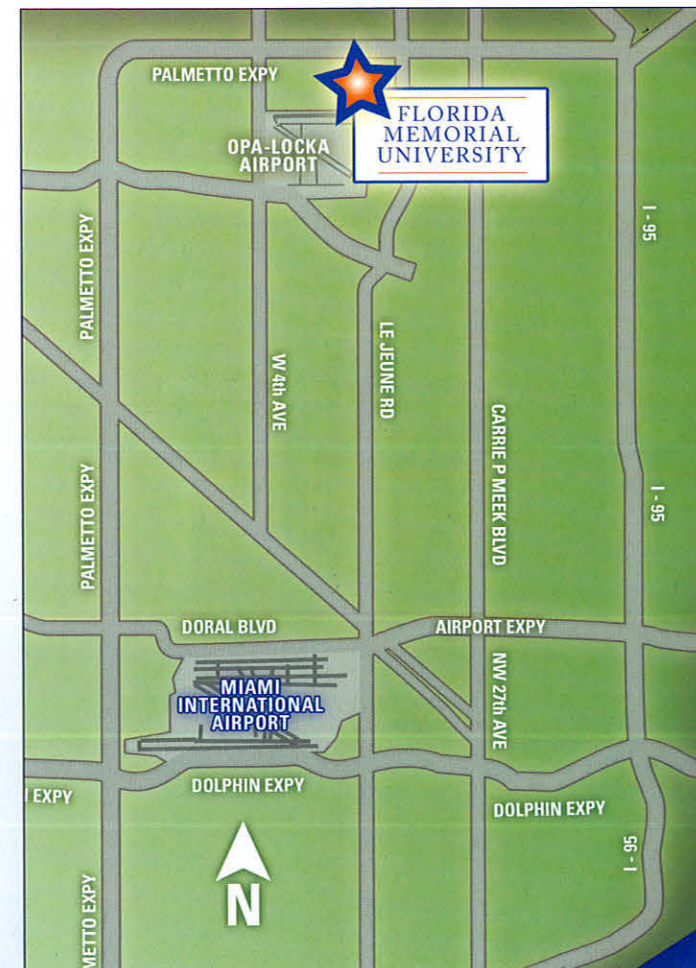 PALMETTO EXPY
FLORIDA
MEMORIAL
UNIVERSITY
OPA-LOCKA
AIRPORT
I - 95
PALMETTO EXPY
LE JEUNE RD
W 4th AVE
CARRIE P MEEK BLVD
I - 95
PALMETTO EXPY
DORAL BLVD
AIRPORT EXPY
MIAMI
INTERNATIONAL
AIRPORT
NW 27th AVE
DOLPHIN EXPY
EXPY
DOLPHIN EXPY
I - 95
N
METTO EXPY